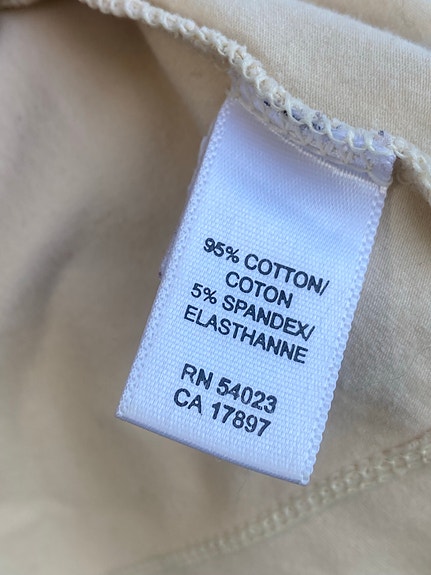 95% COTTON/
COTON
5% SPANDEX/
ELASTHANNE
RN 54023
CA 17897